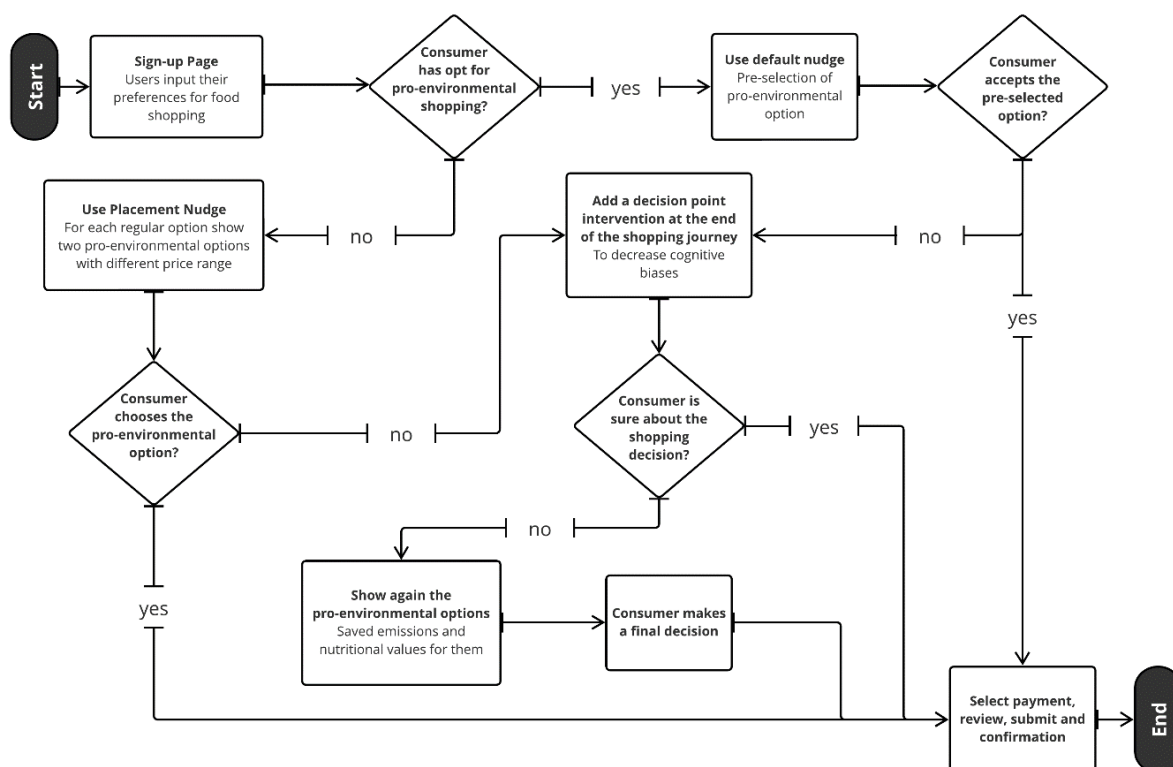 Start
Sign-up Page
Users input their
preferences for food
shopping
Consumer
has opt for
pro-environmental
shopping?
yes
Use default nudge
Pre-selection of
pro-environmental
option
Consumer
accepts the
pre-selected
option?
no
Use Placement Nudge
For each regular option show
two pro-environmental options
with different price range
Add a decision point
intervention at the end
of the shopping journey
To decrease cognitive
biases
no
yes
Consumer
chooses the
pro-environmental
option?
no
Consumer is
sure about the
shopping
decision?
yes
no
yes
Show again the
pro-environmental options
Saved emissions and
nutritional values for them
Consumer makes
a final decision
Select payment,
review, submit and
confirmation
End